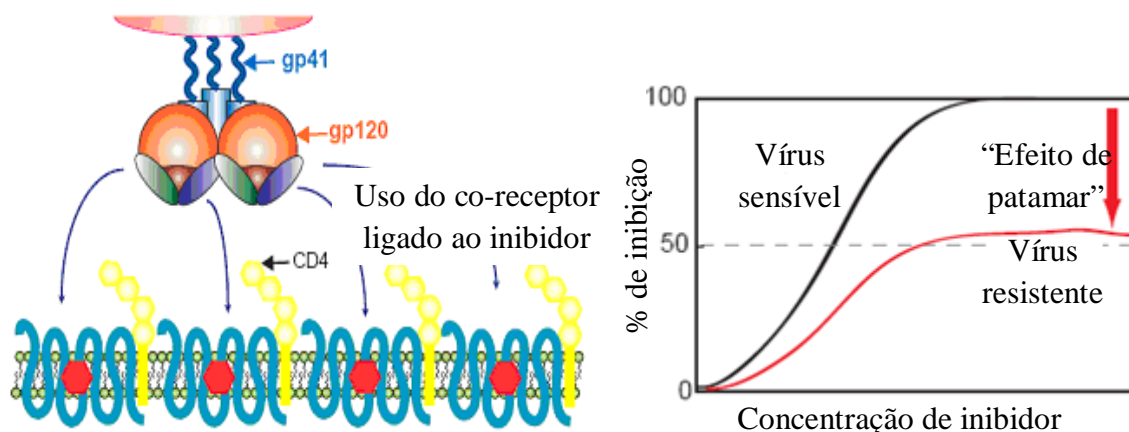 gp41
gp120
Uso do co-receptor
ligado ao inibidor
CD4
% de inibição
100
50
0
Vírus
sensível
“Efeito de
patamar”
Vírus
resistente
Concentração de inibidor